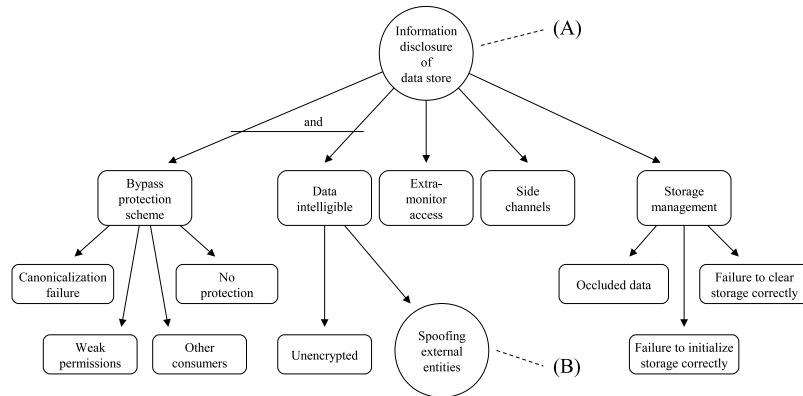 Information
disclosure
of
data store
(A)
and
Bypass
protection
scheme
Data
intelligible
Extra-
monitor
access
Side
channels
Storage
management
Canonicalization
failure
No
protection
Occluded data
Failure to clear
storage correctly
Weak
permissions
Other
consumers
Unencrypted
Spoofing
external
entities
(B)
Failure to initialize
storage correctly